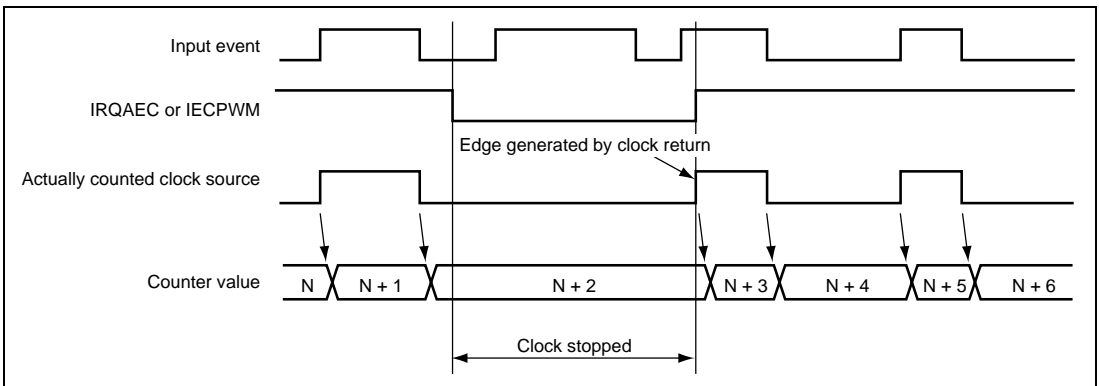 Input event
IRQAEC or IECPWM
Edge generated by clock return
Actually counted clock source
Counter value
N
N + 1
N + 2
N + 3
N + 4
N + 5
N + 6
Clock stopped